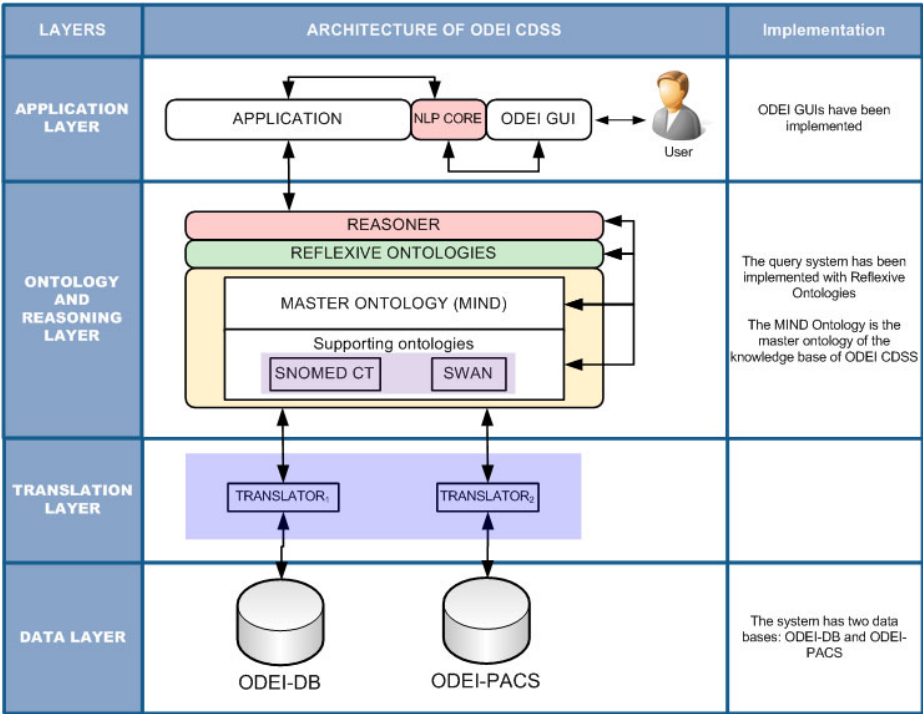 LAYERS
ARCHITECTURE OF ODEI CDSS
Implementation
APPLICATION
LAYER
APPLICATION
NLP CORE
ODEI GUI
User
ODEI GUIs have been
implemented
ONTOLOGY
AND
REASONING
LAYER
REASONER
REFLEXIVE ONTOLOGIES
MASTER ONTOLOGY (MIND)
Supporting ontologies
SNOMED CT
SWAN
The query system has been
implemented with Reflexive
Ontologies
The MIND Ontology is the
master ontology of the
knowledge base of ODEI CDSS
TRANSLATION
LAYER
TRANSLATOR₁
TRANSLATOR₂
DATA LAYER
ODEI-DB
ODEI-PACS
The system has two data
bases: ODEI-DB and ODEI-
PACS